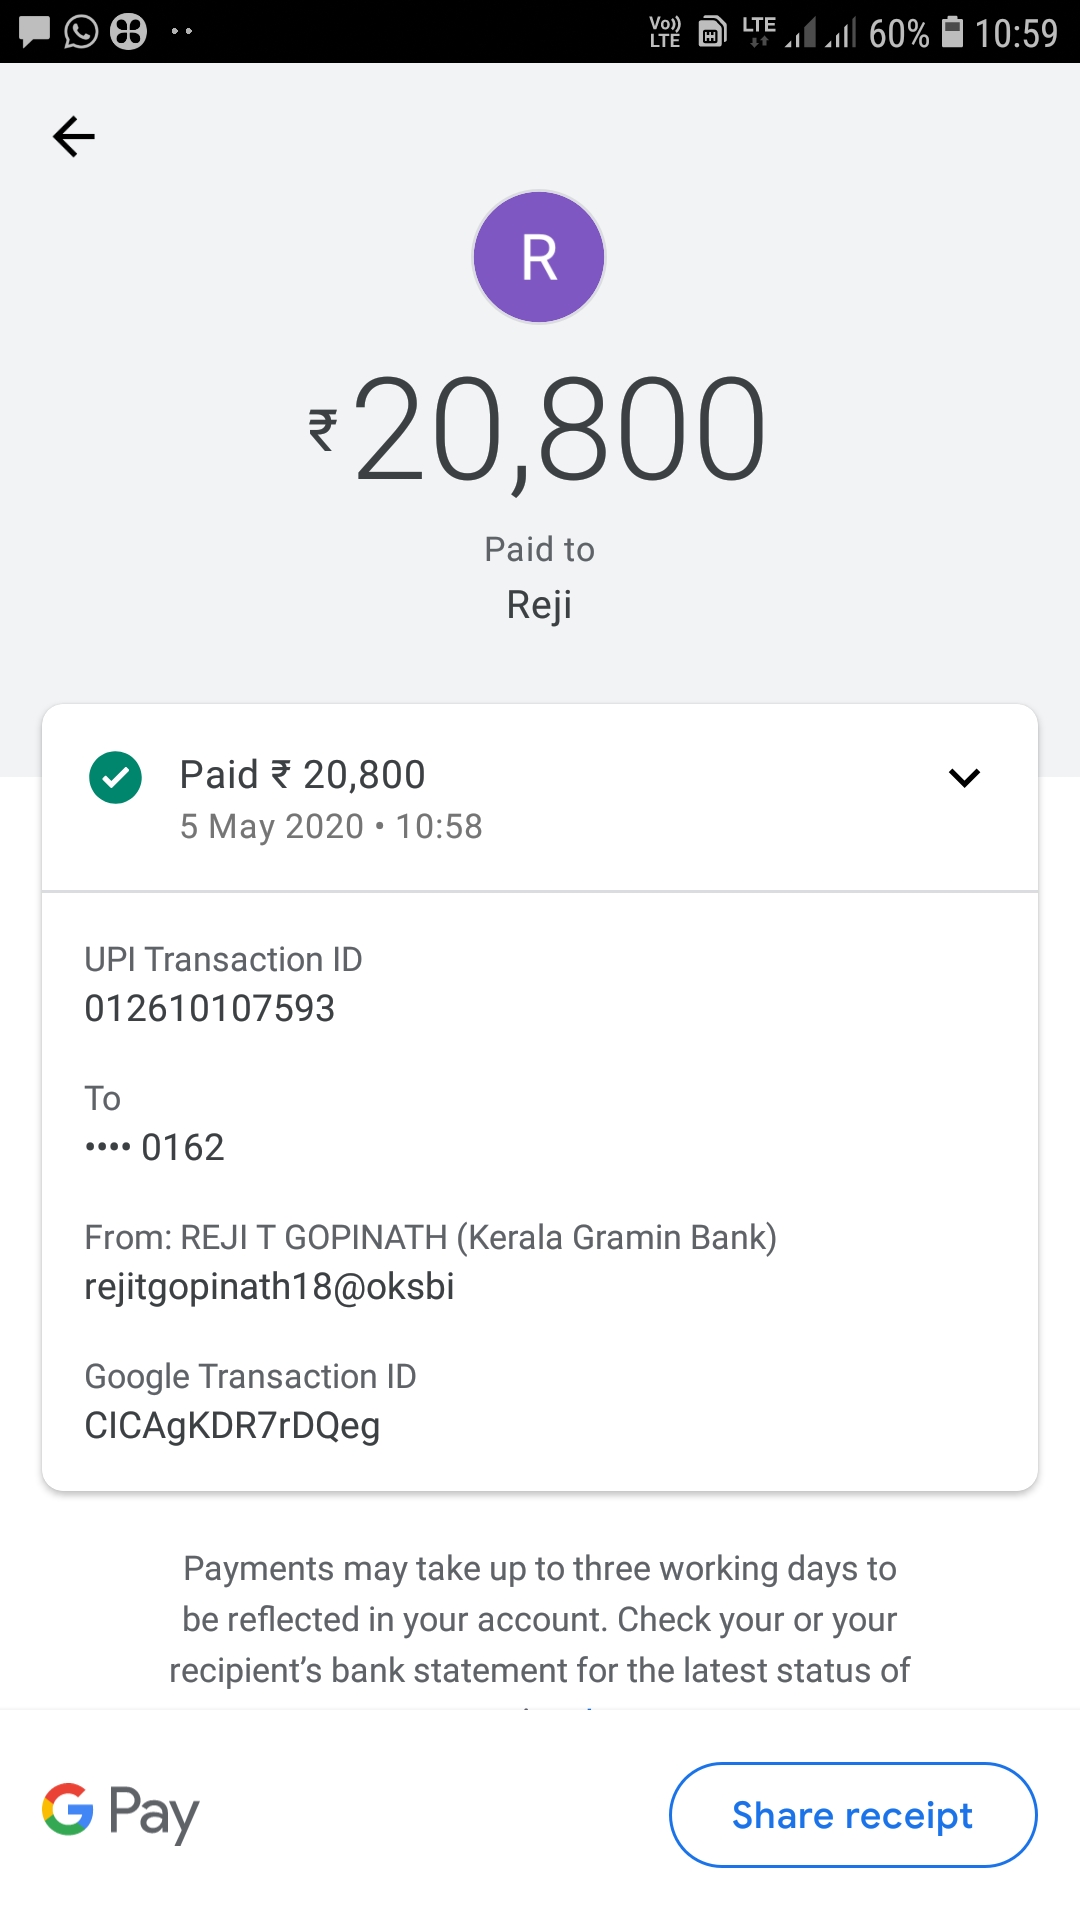 Vo)) LTE LTE 60% 10:59
R
₹20,800
Paid to
Reji
Paid ₹ 20,800
5 May 2020 • 10:58
UPI Transaction ID
012610107593
To
•••• 0162
From: REJI T GOPINATH (Kerala Gramin Bank)
rejitgopinath18@oksbi
Google Transaction ID
CICAgKDR7rDQeg
Payments may take up to three working days to
be reflected in your account. Check your or your
recipient's bank statement for the latest status of
G Pay
Share receipt